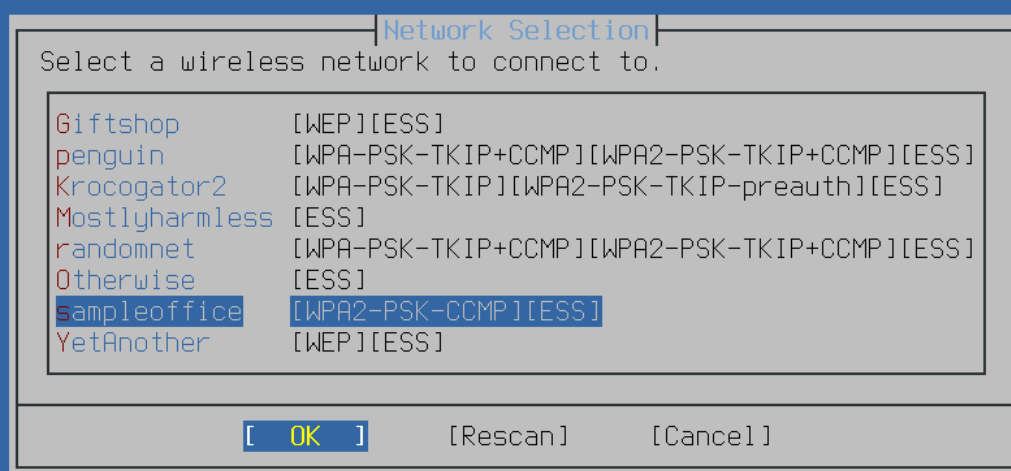 Network Selection
Select a wireless network to connect to.
Giftshop [WEP][ESS]
penguin [WPA-PSK-TKIP+CCMP][WPA2-PSK-TKIP+CCMP][ESS]
Krocogator2 [WPA-PSK-TKIP][WPA2-PSK-TKIP-preauth][ESS]
Mostlyharmless [ESS]
randomnet [WPA-PSK-TKIP+CCMP][WPA2-PSK-TKIP+CCMP][ESS]
Otherwise [ESS]
sampleoffice [WPA2-PSK-CCMP][ESS]
YetAnother [WEP][ESS]
[ OK ] [Rescan] [Cancel]